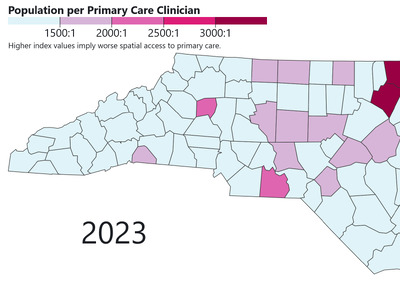 Population per Primary Care Clinician
1500:1 2000:1 2500:1 3000:1
Higher index values imply worse spatial access to primary care.
2023